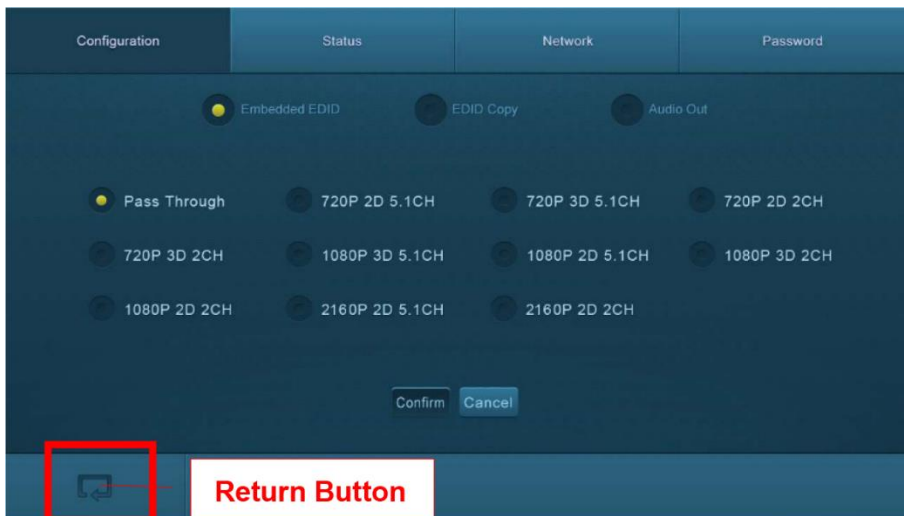 Configuration Status Network Password
Embedded EDID EDID Copy Audio Out
Pass Through 720P 2D 5.1CH 720P 3D 5.1CH 720P 2D 2CH
720P 3D 2CH 1080P 3D 5.1CH 1080P 2D 5.1CH 1080P 3D 2CH
1080P 2D 2CH 2160P 2D 5.1CH 2160P 2D 2CH
Confirm Cancel
Return Button